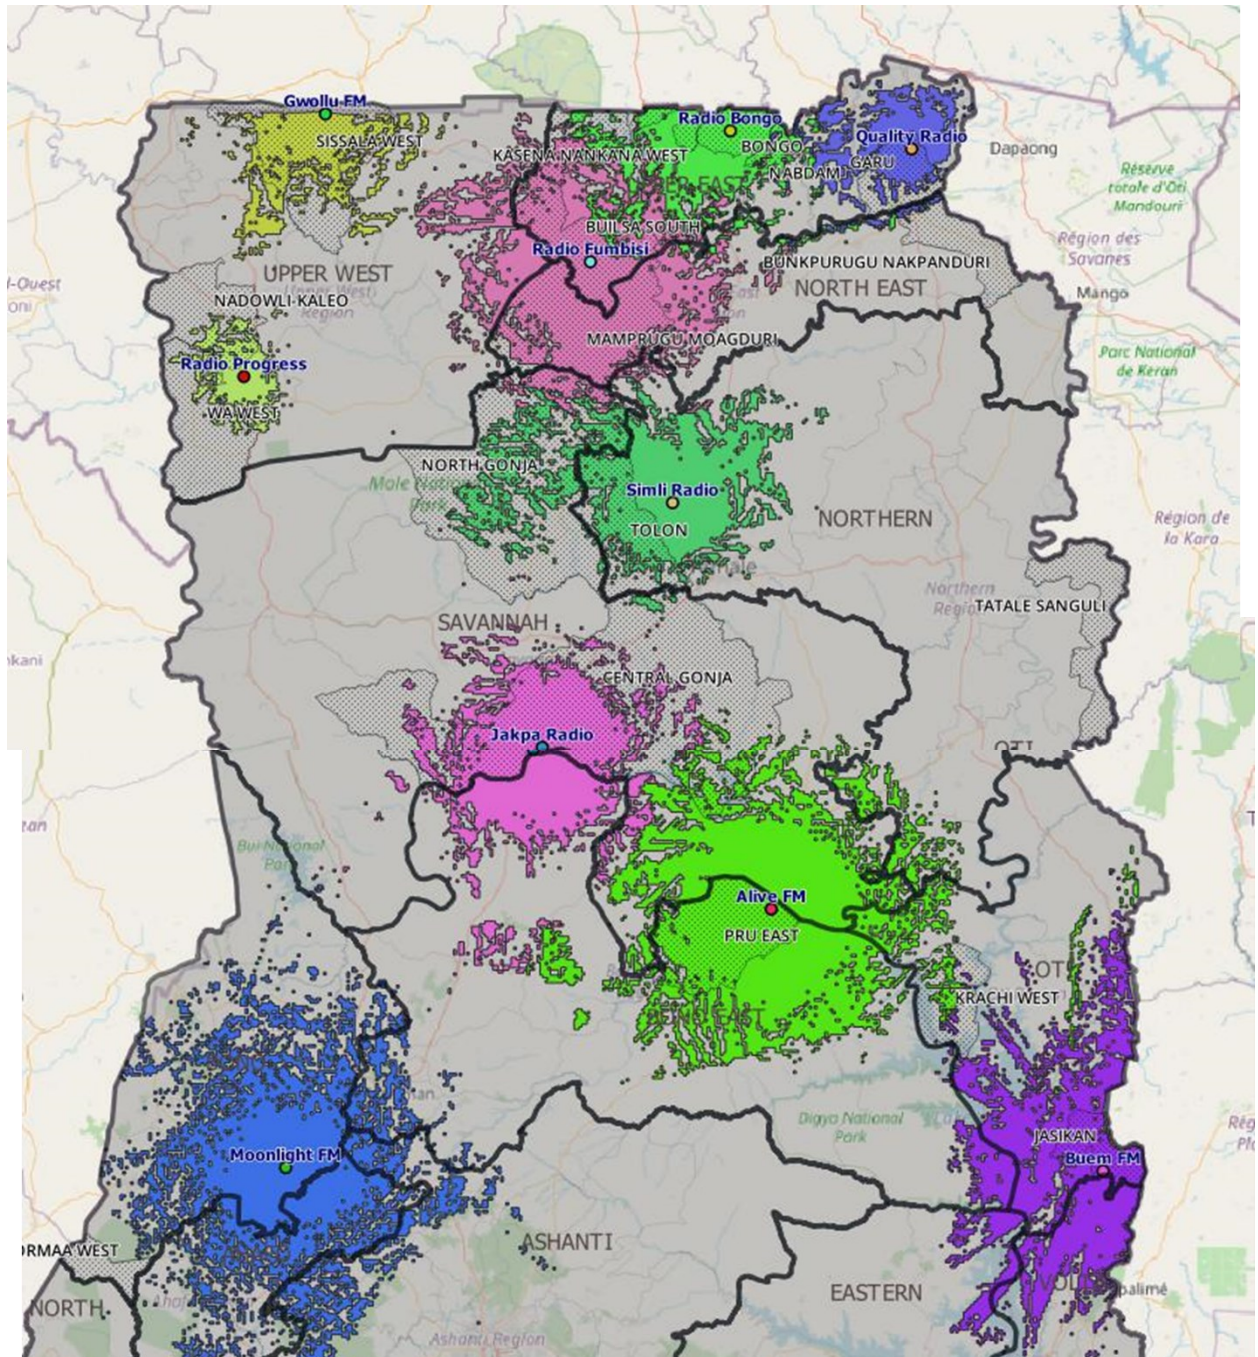 Gwollu FM
SISSALA WEST
Radio Bongo
BONGO
Quality Radio
GARU
NABDAM
Dapaong
KASENA NANKANA WEST
Réserve
totale d'Oti
Mandouri
BUILSA SOUTH
Radio Fumbisi
Région des
Savanes
BUNKPURUGU NAKPANDURI
UPPER WEST
Upper West
Region
NORTH EAST
Mango
NADOWLI-KALEO
MAMPRUGU MOAGDURI
Parc National
de Keran
Radio Progress
WA WEST
NORTH GONJA
Mole National
Park
Simli Radio
TOLON
NORTHERN
Région de
la Kara
Northern
TATALE SANGULI
SAVANNAH
CENTRAL GONJA
Jakpa Radio
OTI
Bui National
Park
Alive FM
PRU EAST
OTI
KRACHI WEST
Digya National
Park
JASIKAN
Buem FM
Moonlight FM
ASHANTI
ORMAA WEST
EASTERN
NORTH
Ashanti Region